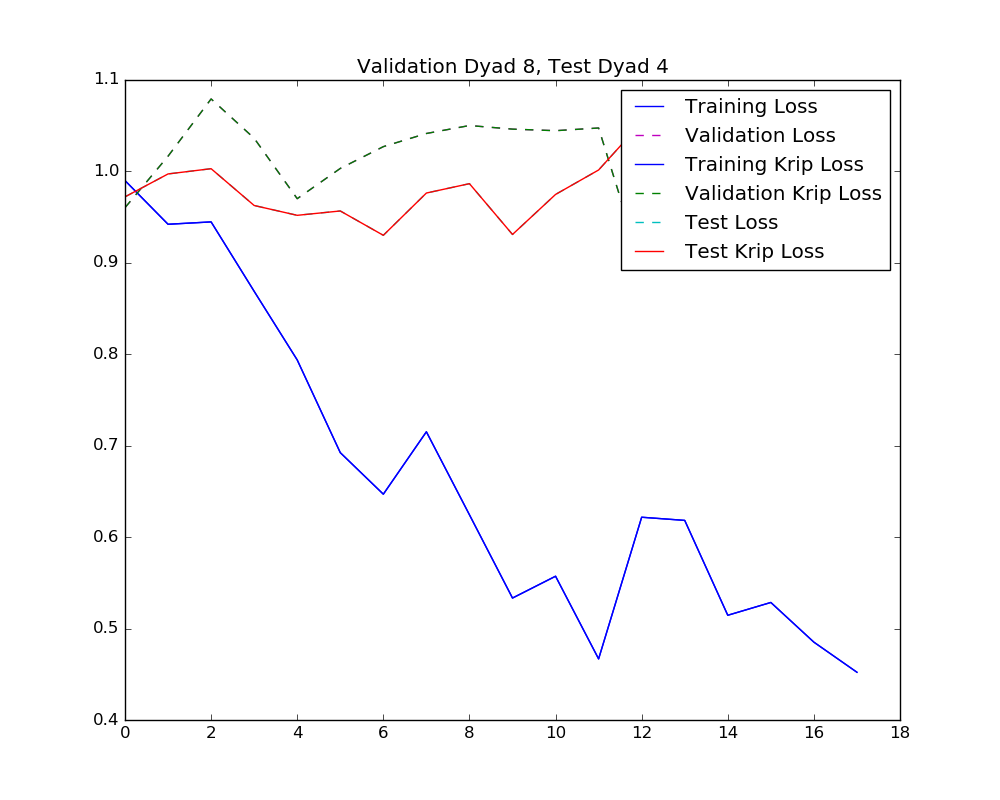 Validation Dyad 8, Test Dyad 4
1.1
1.0
0.9
0.8
0.7
0.6
0.5
0.4
0 2 4 6 8 10 12 14 16 18
Training Loss
Validation Loss
Training Krip Loss
Validation Krip Loss
Test Loss
Test Krip Loss